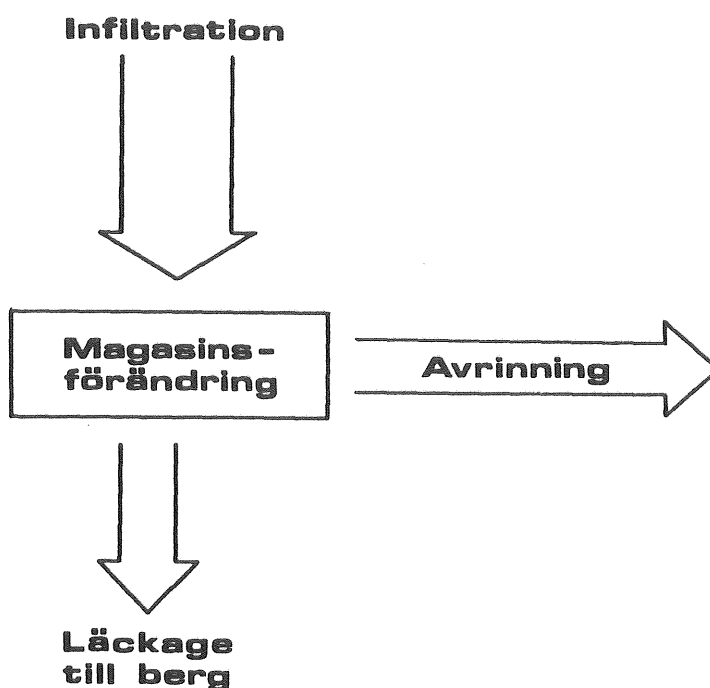 Infiltration
Magasins-
förändring
Avrinning
Läckage
till berg